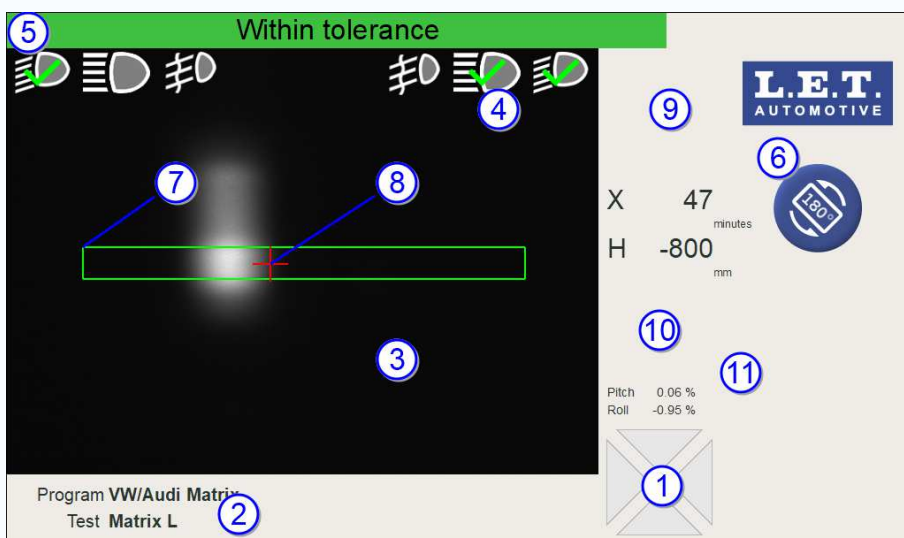 Within tolerance
5
4
7
8
3
9
L.E.T.
AUTOMOTIVE
6
180°
X 47
minutes
H -800
mm
10
11
Pitch 0.06 %
Roll -0.95 %
1
Program VW/Audi Matrix
Test Matrix L
2